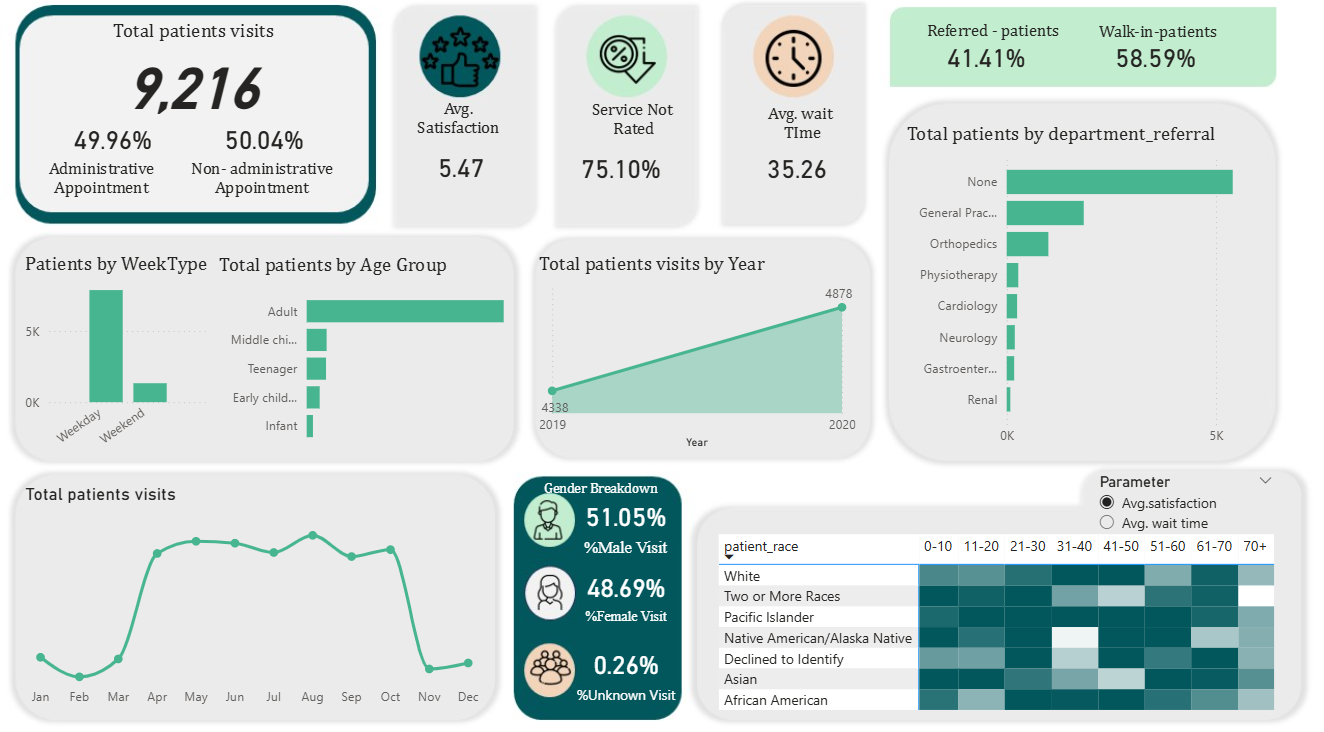 Total patients visits
9,216
49.96%
50.04%
Administrative
Appointment
Non- administrative
Appointment
Avg.
Satisfaction
5.47
Service Not
Rated
75.10%
Avg. wait
TIme
35.26
Referred - patients
41.41%
Walk-in-patients
58.59%
Total patients by department_referral
None
General Prac...
Orthopedics
Physiotherapy
Cardiology
Neurology
Gastroenter...
Renal
0K
5K
Patients by WeekType
5K
0K
Weekday
Weekend
Total patients by Age Group
Adult
Middle chi...
Teenager
Early child...
Infant
Total patients visits by Year
4878
4338
2019
2020
Year
Total patients visits
Jan Feb Mar Apr May Jun Jul Aug Sep Oct Nov Dec
Gender Breakdown
51.05%
%Male Visit
48.69%
%Female Visit
0.26%
%Unknown Visit
Parameter
Avg.satisfaction
Avg. wait time
patient_race 0-10 11-20 21-30 31-40 41-50 51-60 61-70 70+
White
Two or More Races
Pacific Islander
Native American/Alaska Native
Declined to Identify
Asian
African American